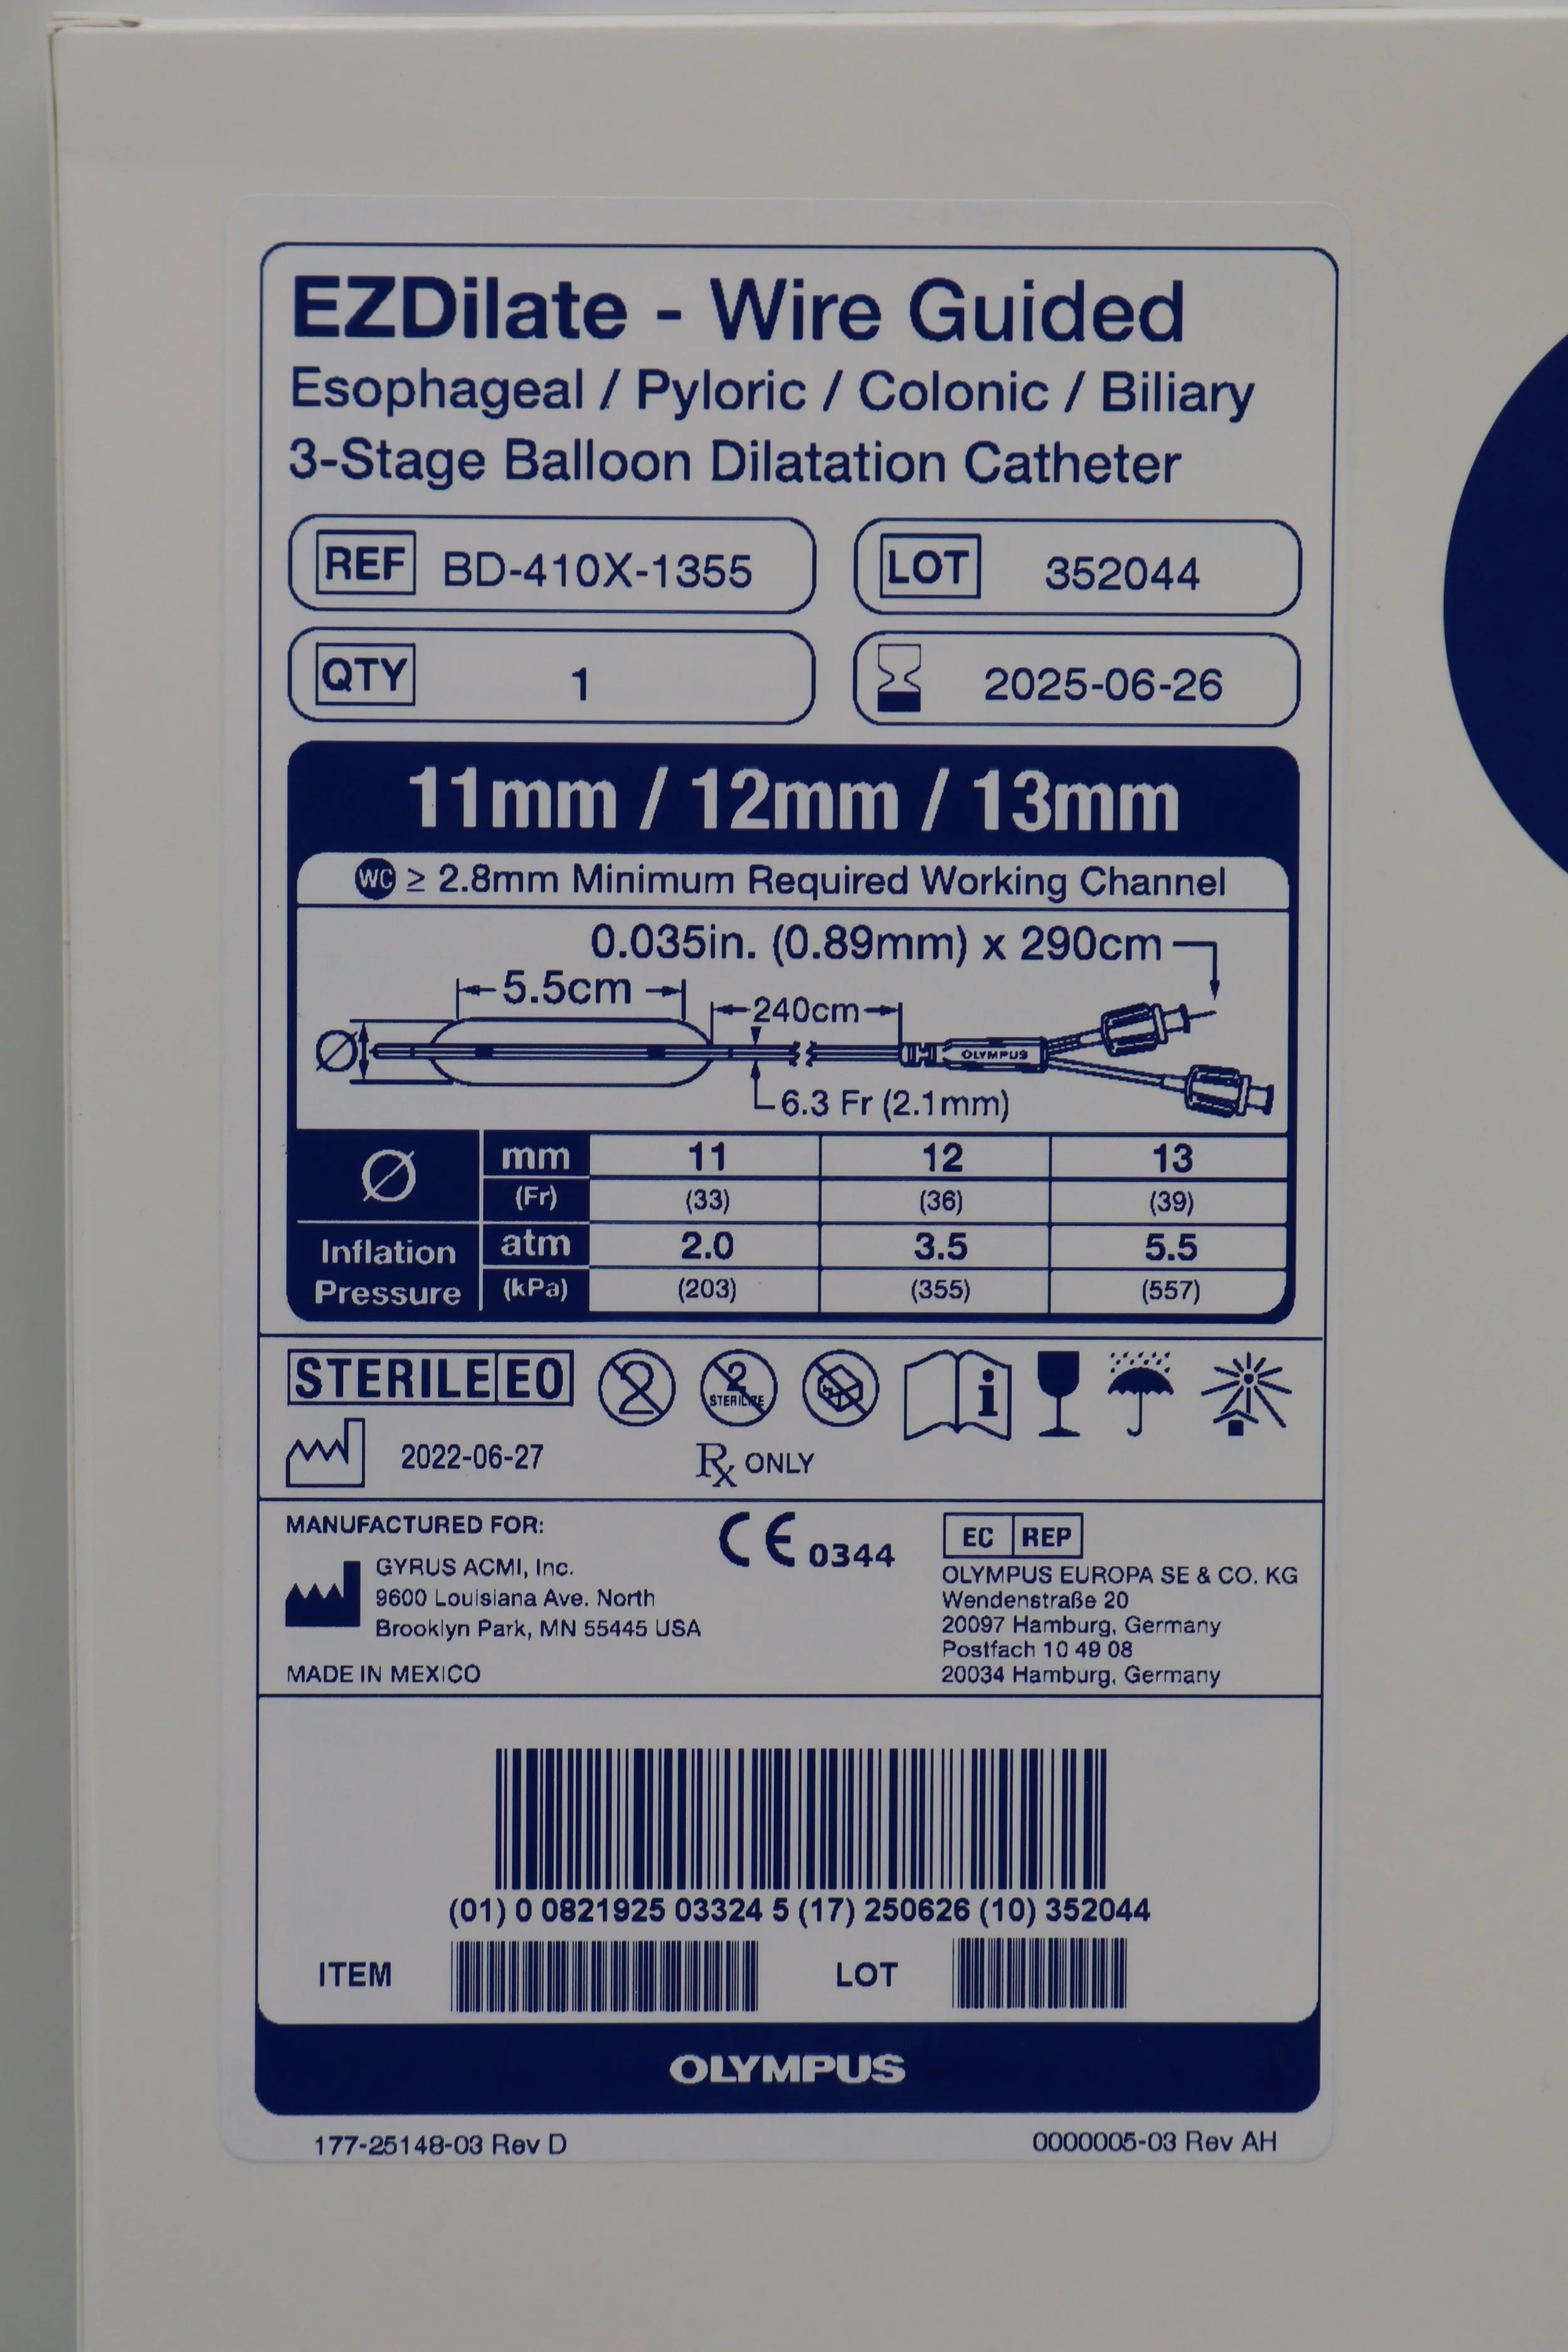 EZDilate - Wire Guided
Esophageal / Pyloric / Colonic / Biliary
3-Stage Balloon Dilatation Catheter
REF BD-410X-1355
LOT 352044
QTY 1
2025-06-26
11mm / 12mm / 13mm
WC ≥ 2.8mm Minimum Required Working Channel
0.035in. (0.89mm) x 290cm
5.5cm
240cm
Ø
OLYMPUS
6.3 Fr (2.1mm)
Ø mm 11 12 13
(Fr) (33) (36) (39)
Inflation Pressure atm 2.0 3.5 5.5
(kPa) (203) (355) (557)
STERILE EO 2 2 STERILIZE i
2022-06-27
Rx ONLY
MANUFACTURED FOR:
GYRUS ACMI, Inc.
9600 Louisiana Ave. North
Brooklyn Park, MN 55445 USA
MADE IN MEXICO
CE 0344
EC REP
OLYMPUS EUROPA SE & CO. KG
Wendenstraße 20
20097 Hamburg, Germany
Postfach 10 49 08
20034 Hamburg, Germany
(01) 0 0821925 03324 5 (17) 250626 (10) 352044
ITEM LOT
OLYMPUS
177-25148-03 Rev D
0000005-03 Rev AH